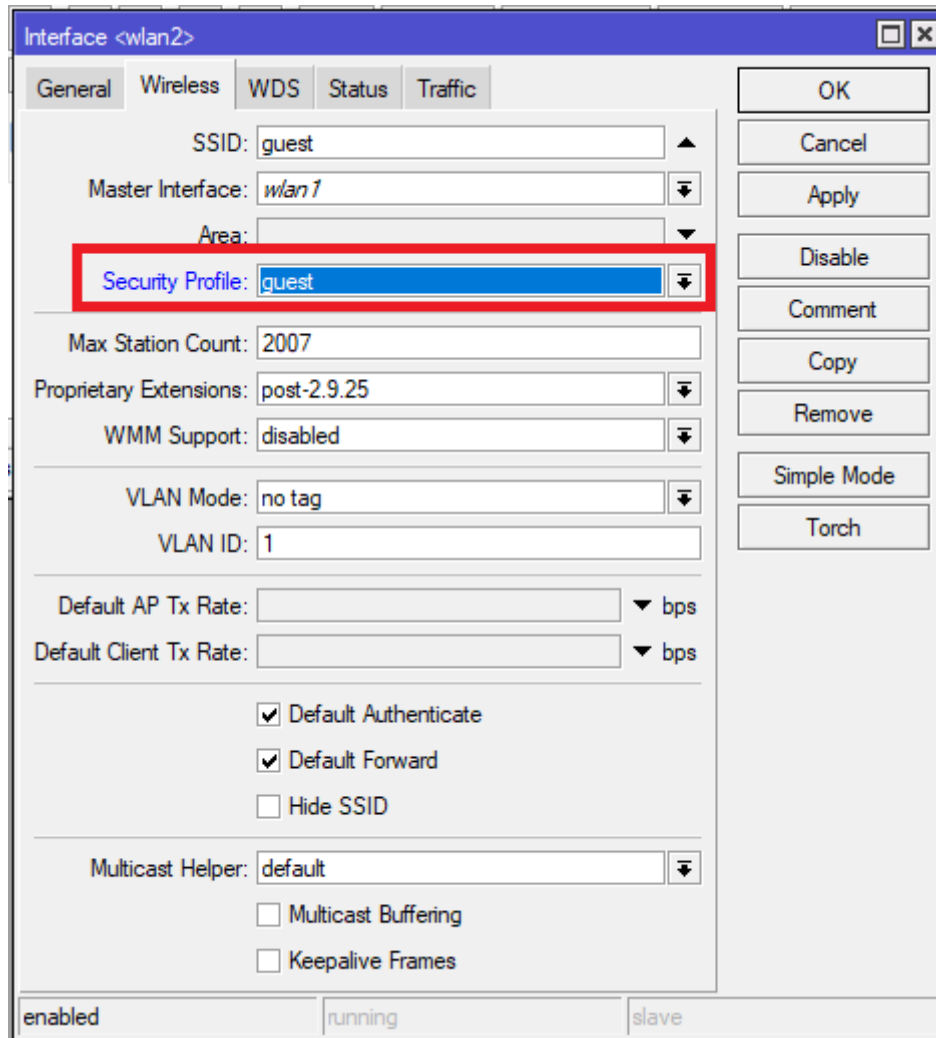 Interface <wlan2>
General Wireless WDS Status Traffic
OK
SSID: guest
Cancel
Master Interface: wlan1
Apply
Area:
Disable
Security Profile: guest
Comment
Max Station Count: 2007
Copy
Proprietary Extensions: post-2.9.25
Remove
WMM Support: disabled
Simple Mode
VLAN Mode: no tag
Torch
VLAN ID: 1
Default AP Tx Rate: bps
Default Client Tx Rate: bps
Default Authenticate
Default Forward
Hide SSID
Multicast Helper: default
Multicast Buffering
Keepalive Frames
enabled running slave